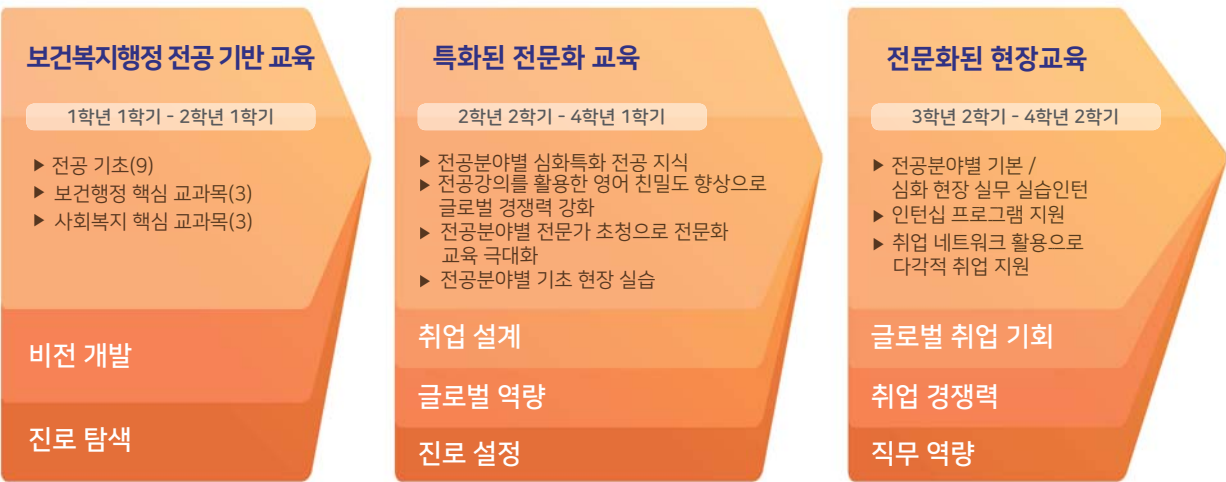 보건복지행정 전공 기반 교육
1학년 1학기 - 2학년 1학기
▶ 전공 기초(9)
▶ 보건행정 핵심 교과목(3)
▶ 사회복지 핵심 교과목(3)
비전 개발
진로 탐색
특화된 전문화 교육
2학년 2학기 - 4학년 1학기
▶ 전공분야별 심화특화 전공 지식
▶ 전공강의를 활용한 영어 친밀도 향상으로
글로벌 경쟁력 강화
▶ 전공분야별 전문가 초청으로 전문화
교육 극대화
▶ 전공분야별 기초 현장 실습
취업 설계
글로벌 역량
진로 설정
전문화된 현장교육
3학년 2학기 - 4학년 2학기
▶ 전공분야별 기본 /
심화 현장 실무 실습인턴
▶ 인턴십 프로그램 지원
▶ 취업 네트워크 활용으로
다각적 취업 지원
글로벌 취업 기회
취업 경쟁력
직무 역량